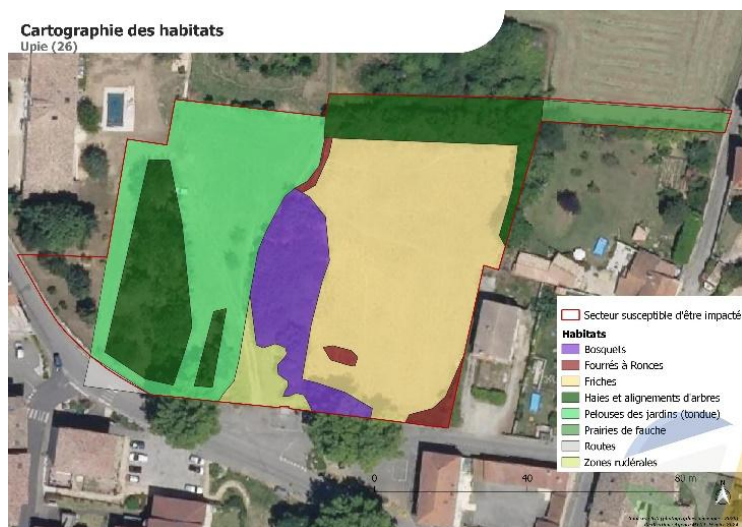 Cartographie des habitats
Upie (26)
Secteur susceptible d'être impacté
Habitats
Bosquets
Fourrés à Ronces
Friches
Haies et alignements d'arbres
Pelouses des jardins (tondue)
Prairies de fauche
Routes
Zones rudérales
0 40 80 m